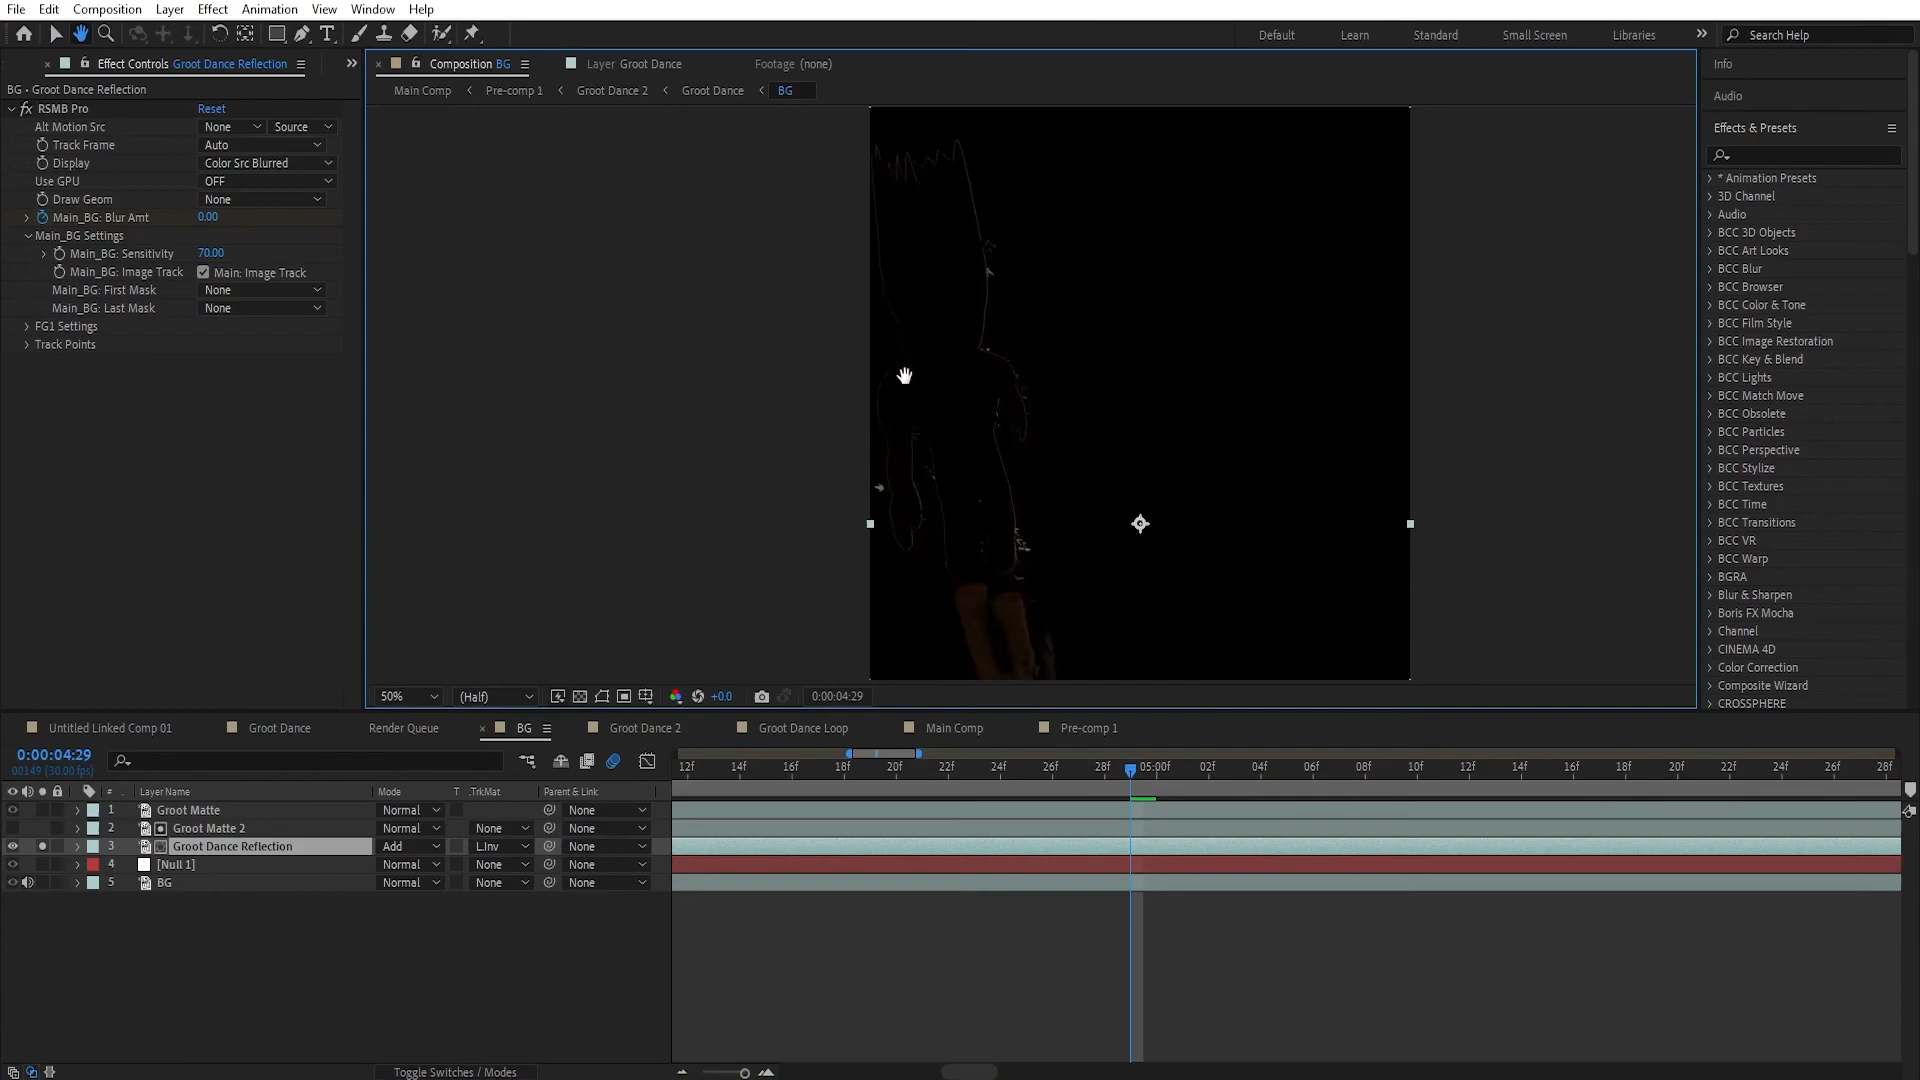 File Edit Composition Layer Effect Animation View Window Help
Default Learn Standard Small Screen Libraries Search Help
Effect Controls Groot Dance Reflection
Composition BG Layer Groot Dance Footage (none)
Main Comp Pre-comp 1 Groot Dance 2 Groot Dance BG
BG • Groot Dance Reflection
fx RSMB Pro Reset
Alt Motion Src None Source
Track Frame Auto
Display Color Src Blurred
Use GPU OFF
Draw Geom None
Main_BG: Blur Amt 0.00
Main_BG Settings
Main_BG: Sensitivity 70.00
Main_BG: Image Track Main: Image Track
Main_BG: First Mask None
Main_BG: Last Mask None
FG1 Settings
Track Points
Info
Audio
Effects & Presets
* Animation Presets
3D Channel
Audio
BCC 3D Objects
BCC Art Looks
BCC Blur
BCC Browser
BCC Color & Tone
BCC Film Style
BCC Image Restoration
BCC Key & Blend
BCC Lights
BCC Match Move
BCC Obsolete
BCC Particles
BCC Perspective
BCC Stylize
BCC Textures
BCC Time
BCC Transitions
BCC VR
BCC Warp
BGRA
Blur & Sharpen
Boris FX Mocha
Channel
CINEMA 4D
Color Correction
Composite Wizard
CROSSPHERE
50% (Half) +0.0 0:00:04:29
Untitled Linked Comp 01 Groot Dance Render Queue BG Groot Dance 2 Groot Dance Loop Main Comp Pre-comp 1
0:00:04:29
00149 (30.00 fps)
12f 14f 16f 18f 20f 22f 24f 26f 28f 05:00f 02f 04f 06f 08f 10f 12f 14f 16f 18f 20f 22f 24f 26f 28f
# Layer Name Mode T .TrkMat Parent & Link
1 Groot Matte Normal None
2 Groot Matte 2 Normal None None
3 Groot Dance Reflection Add L.Inv None
4 [Null 1] Normal None None
5 BG Normal None None
Toggle Switches / Modes